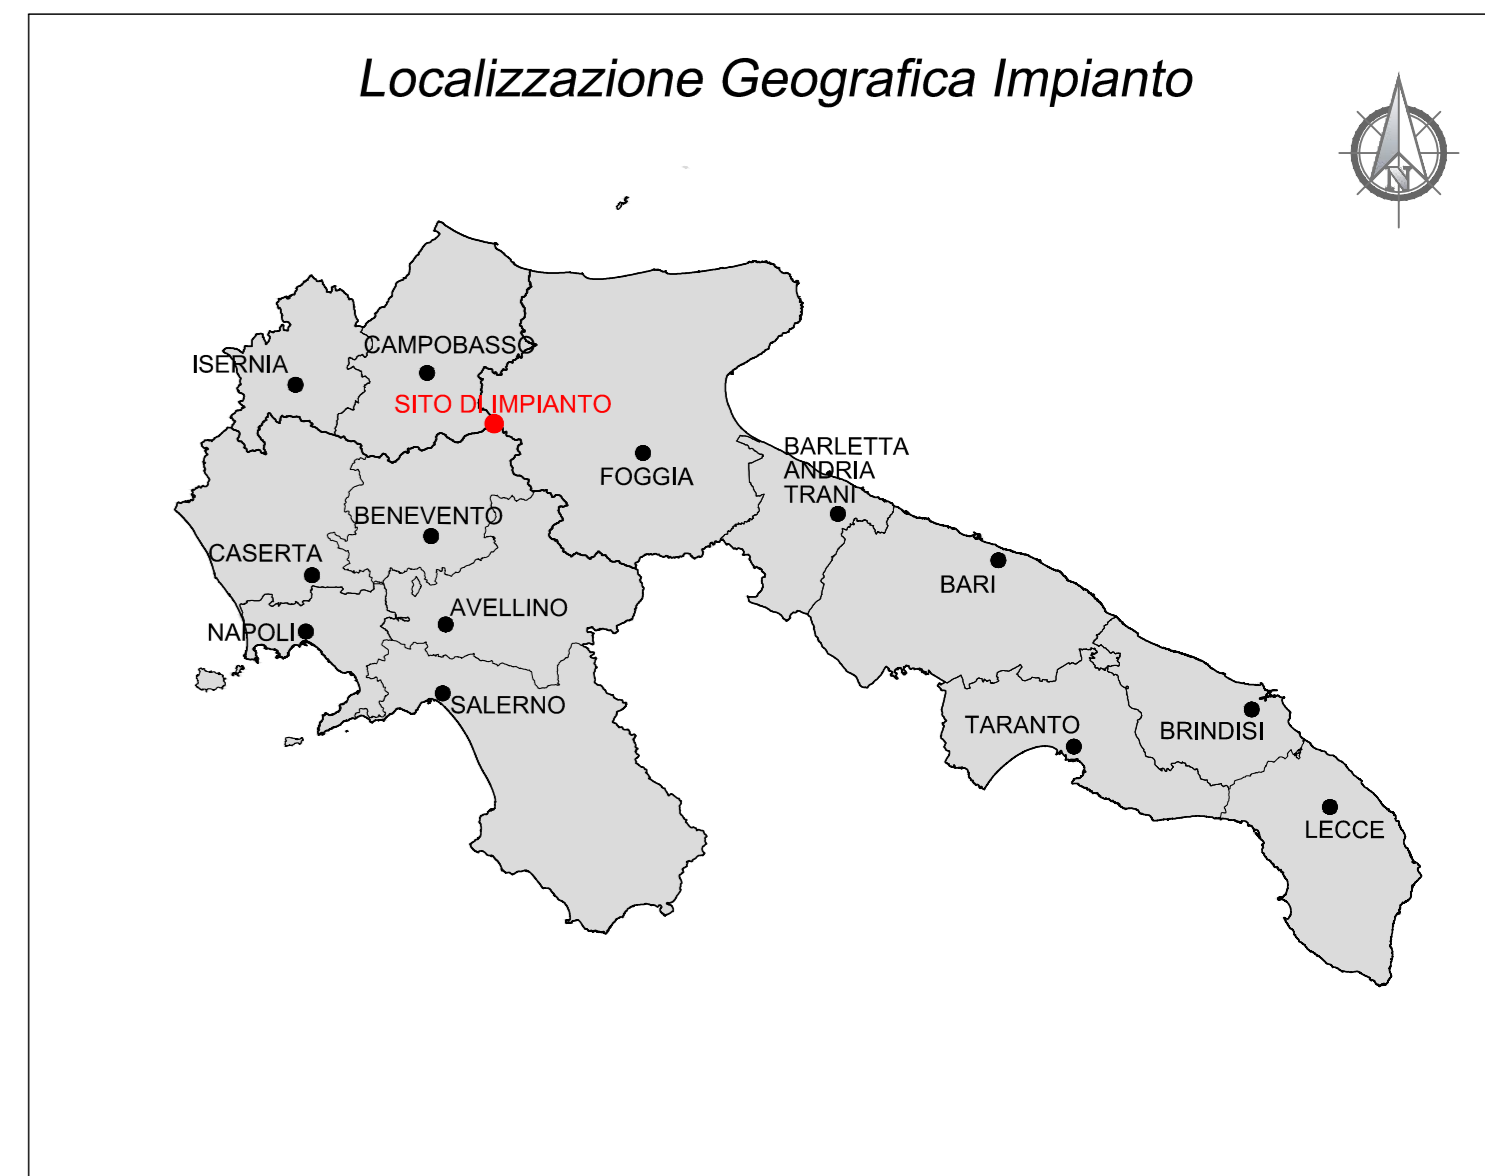 Localizzazione Geografica Impianto
N
CAMPOBASSO
ISERNIA
SITO DI IMPIANTO
BARLETTA
ANDRIA
TRANI
FOGGIA
BENEVENTO
CASERTA
BARI
AVELLINO
NAPOLI
SALERNO
TARANTO
BRINDISI
LECCE